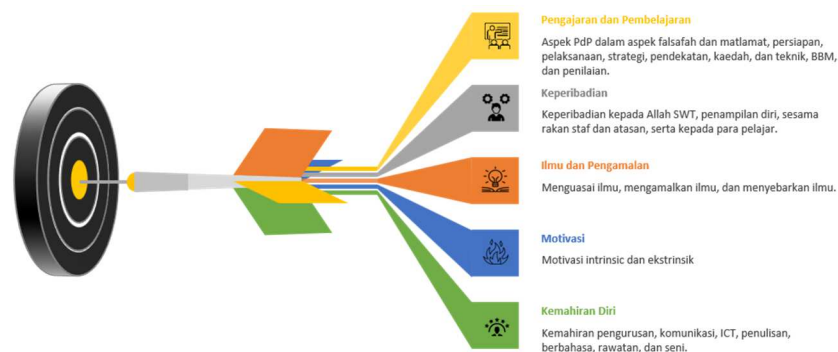 Pengajaran dan Pembelajaran
Aspek PdP dalam aspek falsafah dan matlamat, persiapan,
pelaksanaan, strategi, pendekatan, kaedah, dan teknik, BBM,
dan penilaian.
Keperibadian
Keperibadian kepada Allah SWT, penampilan diri, sesama
rakan staf dan atasan, serta kepada para pelajar.
Ilmu dan Pengamalan
Menguasai ilmu, mengamalkan ilmu, dan menyebarkan ilmu.
Motivasi
Motivasi intrinsic dan ekstrinsik
Kemahiran Diri
Kemahiran pengurusan, komunikasi, ICT, penulisan,
berbahasa, rawatan, dan seni.